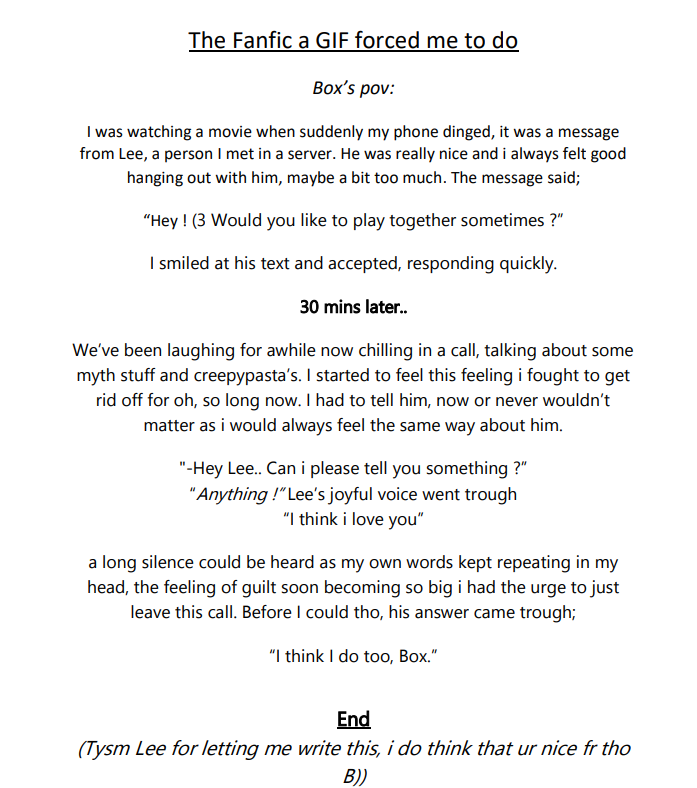 The Fanfic a GIF forced me to do
Box’s pov:
I was watching a movie when suddenly my phone dinged, it was a message
from Lee, a person I met in a server. He was really nice and i always felt good
hanging out with him, maybe a bit too much. The message said;
“Hey ! (3 Would you like to play together sometimes ?”
I smiled at his text and accepted, responding quickly.
30 mins later..
We’ve been laughing for awhile now chilling in a call, talking about some
myth stuff and creepypasta’s. I started to feel this feeling i fought to get
rid off for oh, so long now. I had to tell him, now or never wouldn’t
matter as i would always feel the same way about him.
"-Hey Lee.. Can i please tell you something ?”
“Anything !” Lee’s joyful voice went trough
“I think i love you”
a long silence could be heard as my own words kept repeating in my
head, the feeling of guilt soon becoming so big i had the urge to just
leave this call. Before I could tho, his answer came trough;
“I think I do too, Box.”
End
(Tysm Lee for letting me write this, i do think that ur nice fr tho
B))